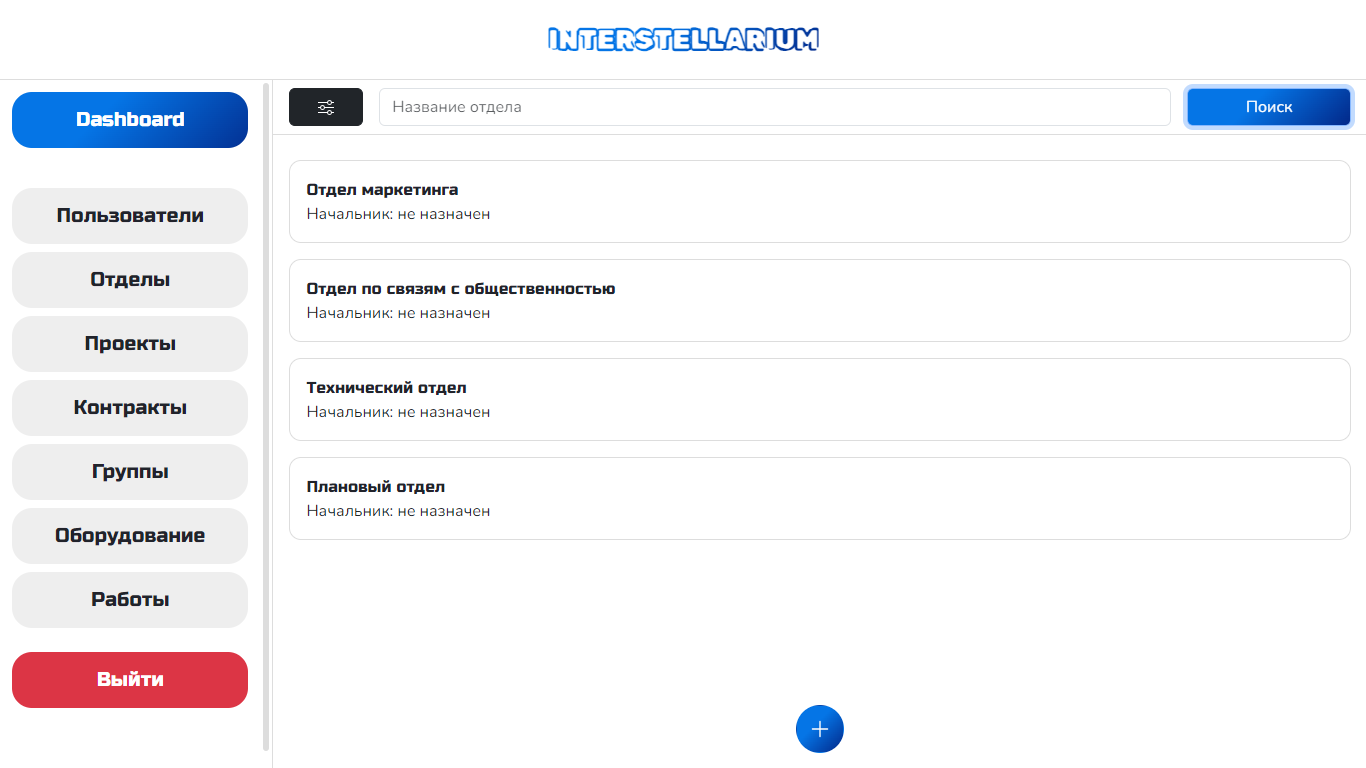 INTERSTELLARIUM
Dashboard
Пользователи
Отделы
Проекты
Контракты
Группы
Оборудование
Работы
Выйти
Название отдела
Поиск
Отдел маркетинга
Начальник: не назначен
Отдел по связям с общественностью
Начальник: не назначен
Технический отдел
Начальник: не назначен
Плановый отдел
Начальник: не назначен